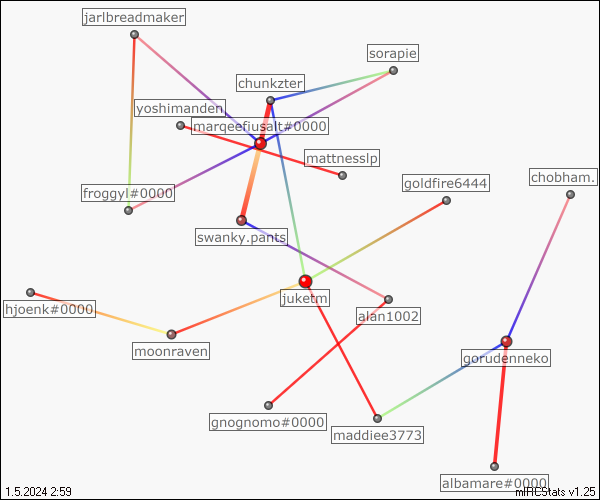 jarlbreadmaker
sorapie
chunkzter
yoshimanden
marqeefiusalt#0000
mattnesslp
chobham.
goldfire6444
froggyl#0000
swanky.pants
juketm
hjoenk#0000
alan1002
moonraven
gorudenneko
gnognomo#0000
maddiee3773
albamare#0000
1.5.2024 2:59
mIRCStats v1.25